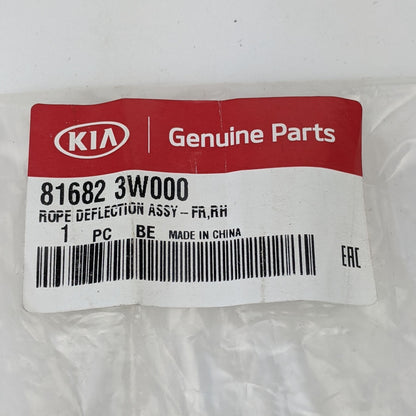 KIA Genuine Parts
81682 3W000
ROPE DEFLECTION ASSY-FR,RH
1 PC BE MADE IN CHINA
EAC